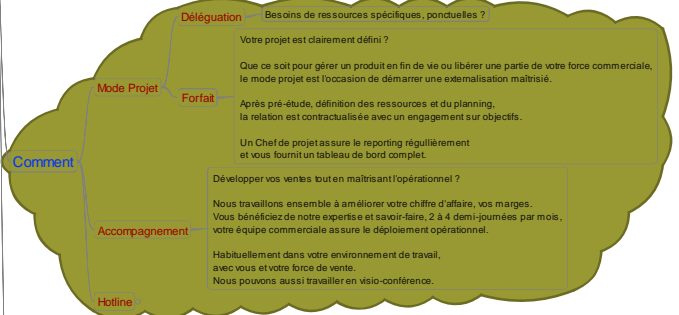 Délégation
Besoins de ressources spécifiques, ponctuelles ?
Votre projet est clairement défini ?
Que ce soit pour gérer un produit en fin de vie ou libérer une partie de votre force commerciale,
le mode projet est l'occasion de démarrer une externalisation maîtrisié.
Mode Projet
Forfait
Après pré-étude, définition des ressources et du planning,
la relation est contractualisée avec un engagement sur objectifs.
Un Chef de projet assure le reporting régullièrement
et vous fournit un tableau de bord complet.
Comment
Développer vos ventes tout en maîtrisant l'opérationnel ?
Nous travaillons ensemble à améliorer votre chiffre d'affaire, vos marges.
Vous bénéficiez de notre expertise et savoir-faire, 2 à 4 demi-journées par mois,
votre équipe commerciale assure le déploiement opérationnel.
Accompagnement
Habituellement dans votre environnement de travail,
avec vous et votre force de vente.
Nous pouvons aussi travailler en visio-conférence.
Hotline